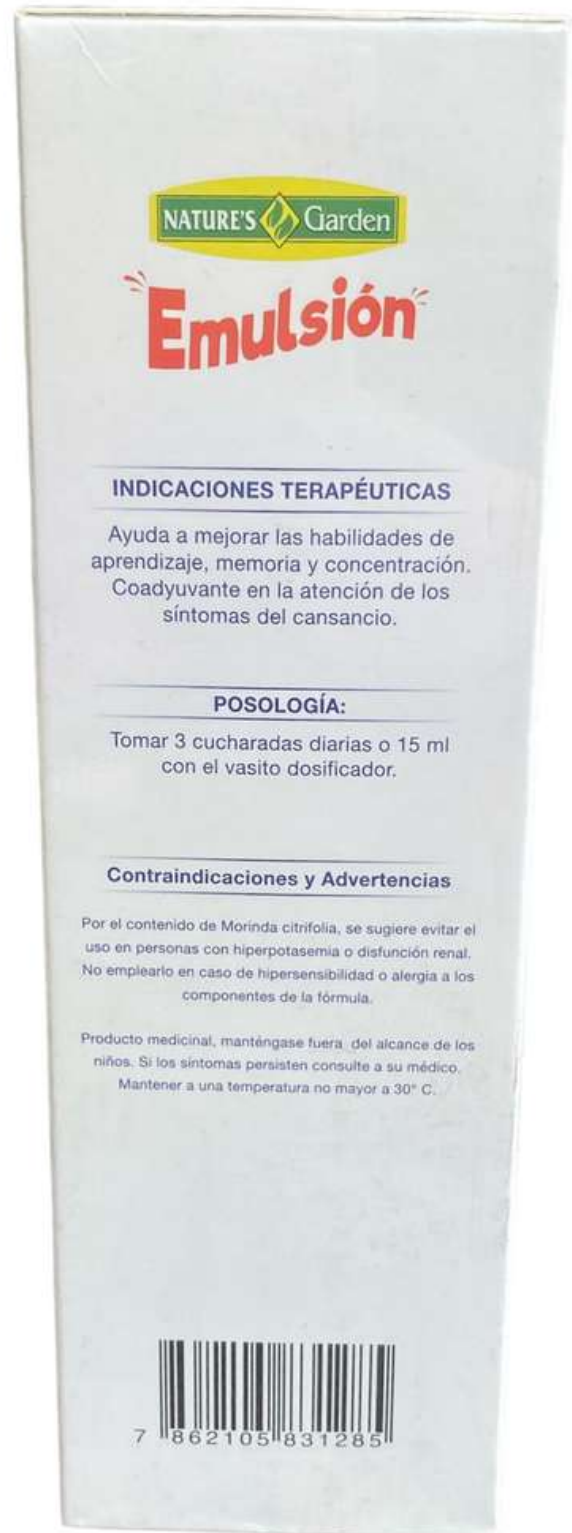 NATURE'S Garden
Emulsión
INDICACIONES TERAPÉUTICAS
Ayuda a mejorar las habilidades de
aprendizaje, memoria y concentración.
Coadyuvante en la atención de los
síntomas del cansancio.
POSOLOGÍA:
Tomar 3 cucharadas diarias o 15 ml
con el vasito dosificador.
Contraindicaciones y Advertencias
Por el contenido de Morinda citrifolia, se sugiere evitar el
uso en personas con hiperpotasemia o disfunción renal.
No emplearlo en caso de hipersensibilidad o alergia a los
componentes de la fórmula.
Producto medicinal, manténgase fuera del alcance de los
niños. Si los síntomas persisten consulte a su médico.
Mantener a una temperatura no mayor a 30° C.
7 862105 831285